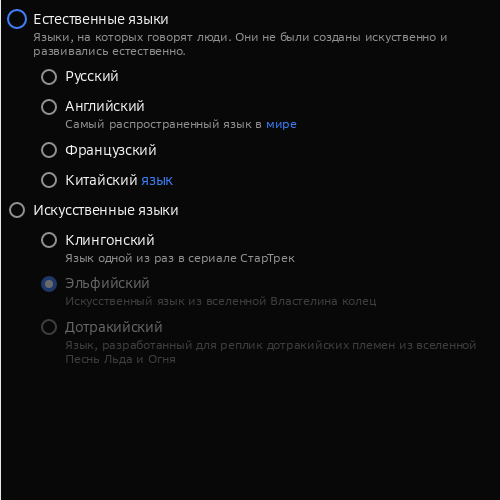 Естественные языки
Языки, на которых говорят люди. Они не были созданы искуственно и
развивались естественно.
Русский
Английский
Самый распространенный язык в мире
Французский
Китайский язык
Искусственные языки
Клингонский
Язык одной из раз в сериале СтарТрек
Эльфийский
Искусственный язык из вселенной Властелина колец
Дотракийский
Язык, разработанный для реплик дотракийских племен из вселенной
Песнь Льда и Огня